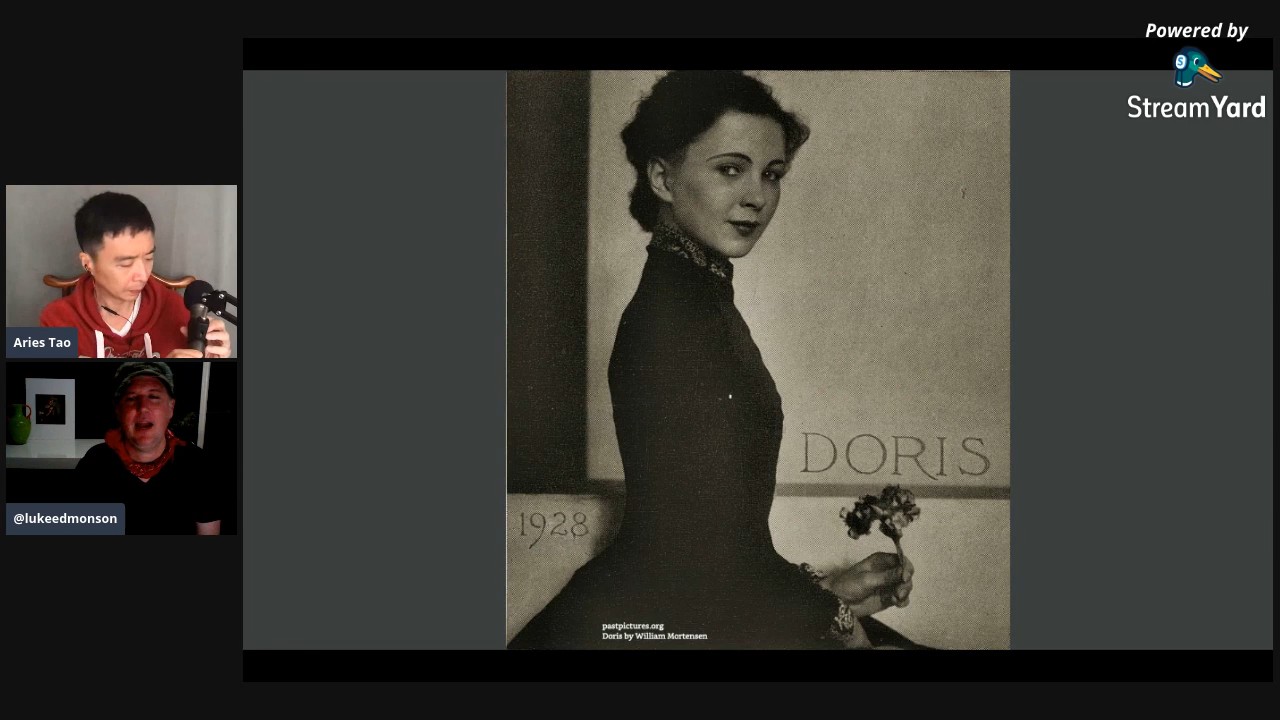 Powered by
StreamYard
Aries Tao
@lukeedmonson
DORIS
1928
pastpictures.org
Doris by William Mortensen